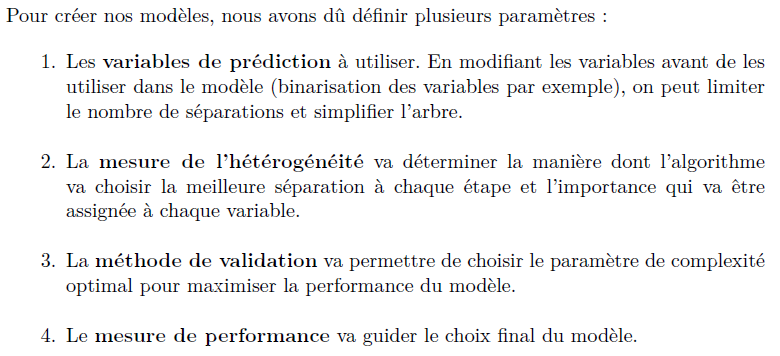 Pour créer nos modèles, nous avons dû définir plusieurs paramètres :
1. Les variables de prédiction à utiliser. En modifiant les variables avant de les
utiliser dans le modèle (binarisation des variables par exemple), on peut limiter
le nombre de séparations et simplifier l'arbre.
2. La mesure de l'hétérogénéité va déterminer la manière dont l'algorithme
va choisir la meilleure séparation à chaque étape et l'importance qui va être
assignée à chaque variable.
3. La méthode de validation va permettre de choisir le paramètre de complexité
optimal pour maximiser la performance du modèle.
4. Le mesure de performance va guider le choix final du modèle.